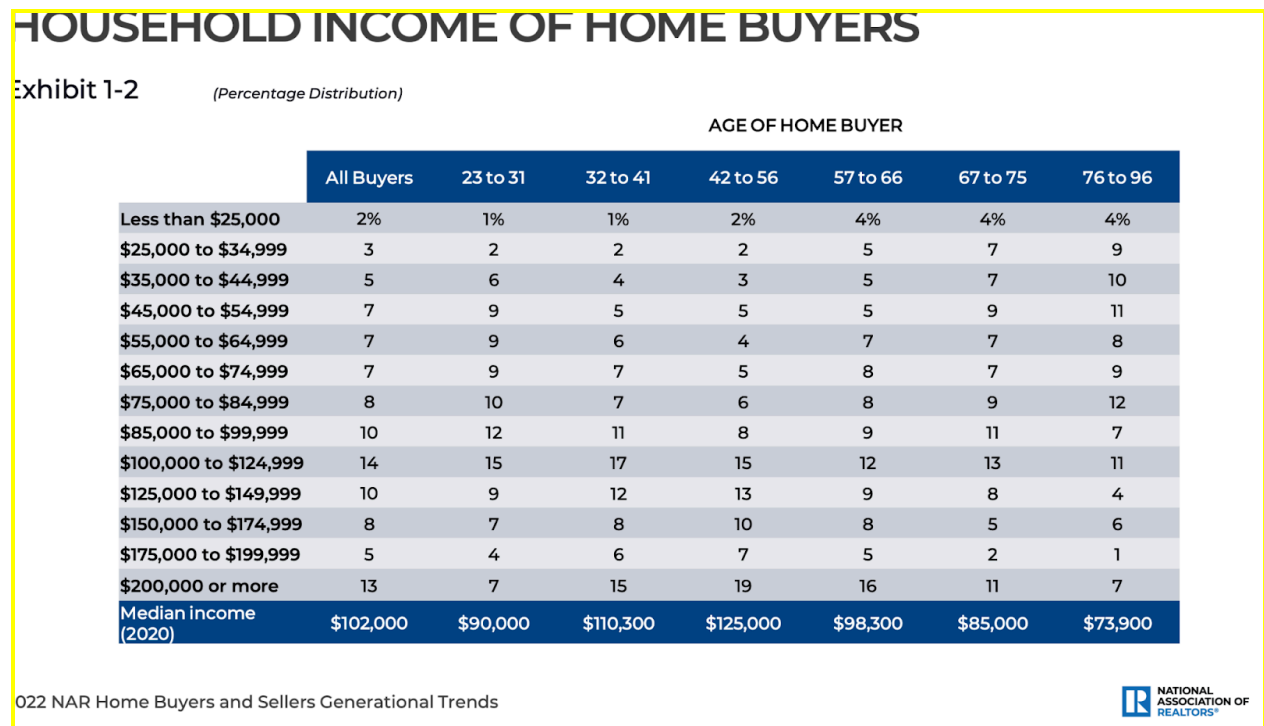 HOUSEHOLD INCOME OF HOME BUYERS
Exhibit 1-2 (Percentage Distribution)
AGE OF HOME BUYER
All Buyers 23 to 31 32 to 41 42 to 56 57 to 66 67 to 75 76 to 96
Less than $25,000 2% 1% 1% 2% 4% 4% 4%
$25,000 to $34,999 3 2 2 2 5 7 9
$35,000 to $44,999 5 6 4 3 5 7 10
$45,000 to $54,999 7 9 5 5 5 9 11
$55,000 to $64,999 7 9 6 4 7 7 8
$65,000 to $74,999 7 9 7 5 8 7 9
$75,000 to $84,999 8 10 7 6 8 9 12
$85,000 to $99,999 10 12 11 8 9 11 7
$100,000 to $124,999 14 15 17 15 12 13 11
$125,000 to $149,999 10 9 12 13 9 8 4
$150,000 to $174,999 8 7 8 10 8 5 6
$175,000 to $199,999 5 4 6 7 5 2 1
$200,000 or more 13 7 15 19 16 11 7
Median income
(2020) $102,000 $90,000 $110,300 $125,000 $98,300 $85,000 $73,900
022 NAR Home Buyers and Sellers Generational Trends
NATIONAL
ASSOCIATION OF
REALTORS®